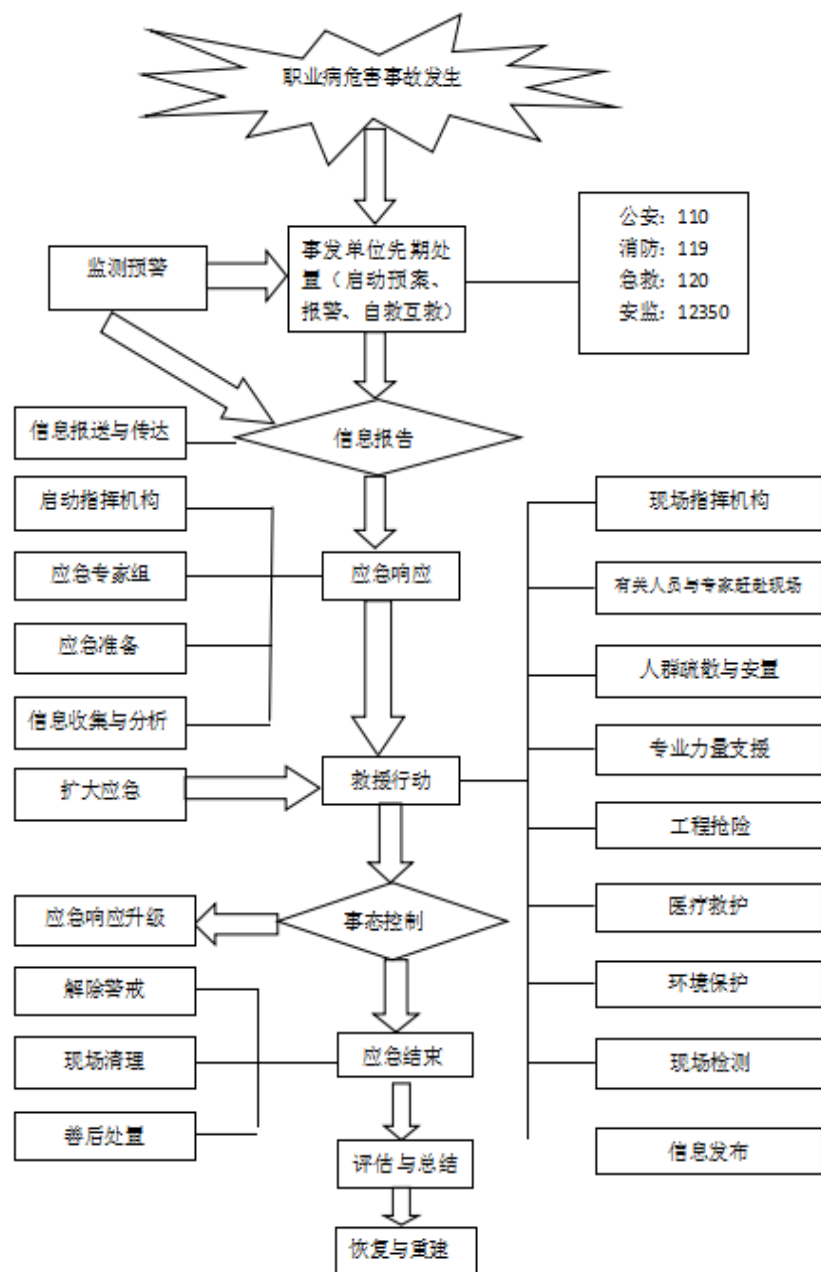 职业病危害事故发生
公安：110
消防：119
急救：120
安监：12350
监测预警
事发单位先期处
置（启动预案、
报警、自救互救）
信息报送与传达
信息报告
启动指挥机构
现场指挥机构
应急专家组
应急响应
有关人员与专家赶赴现场
应急准备
人群疏散与安置
信息收集与分析
专业力量支援
扩大应急
救援行动
工程抢险
应急响应升级
事态控制
医疗救护
解除警戒
环境保护
现场清理
应急结束
现场检测
善后处置
评估与总结
信息发布
恢复与重建